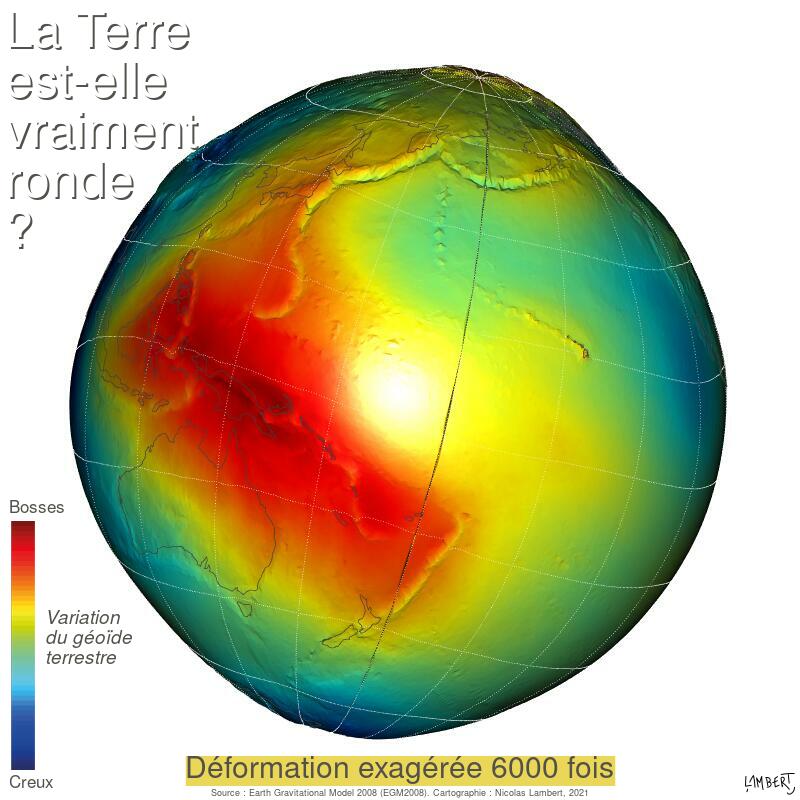 La Terre
est-elle
vraiment
ronde
?
Bosses
Variation
du géoïde
terrestre
Creux
Déformation exagérée 6000 fois
Source : Earth Gravitational Model 2008 (EGM2008). Cartographie : Nicolas Lambert, 2021
LAMBERT